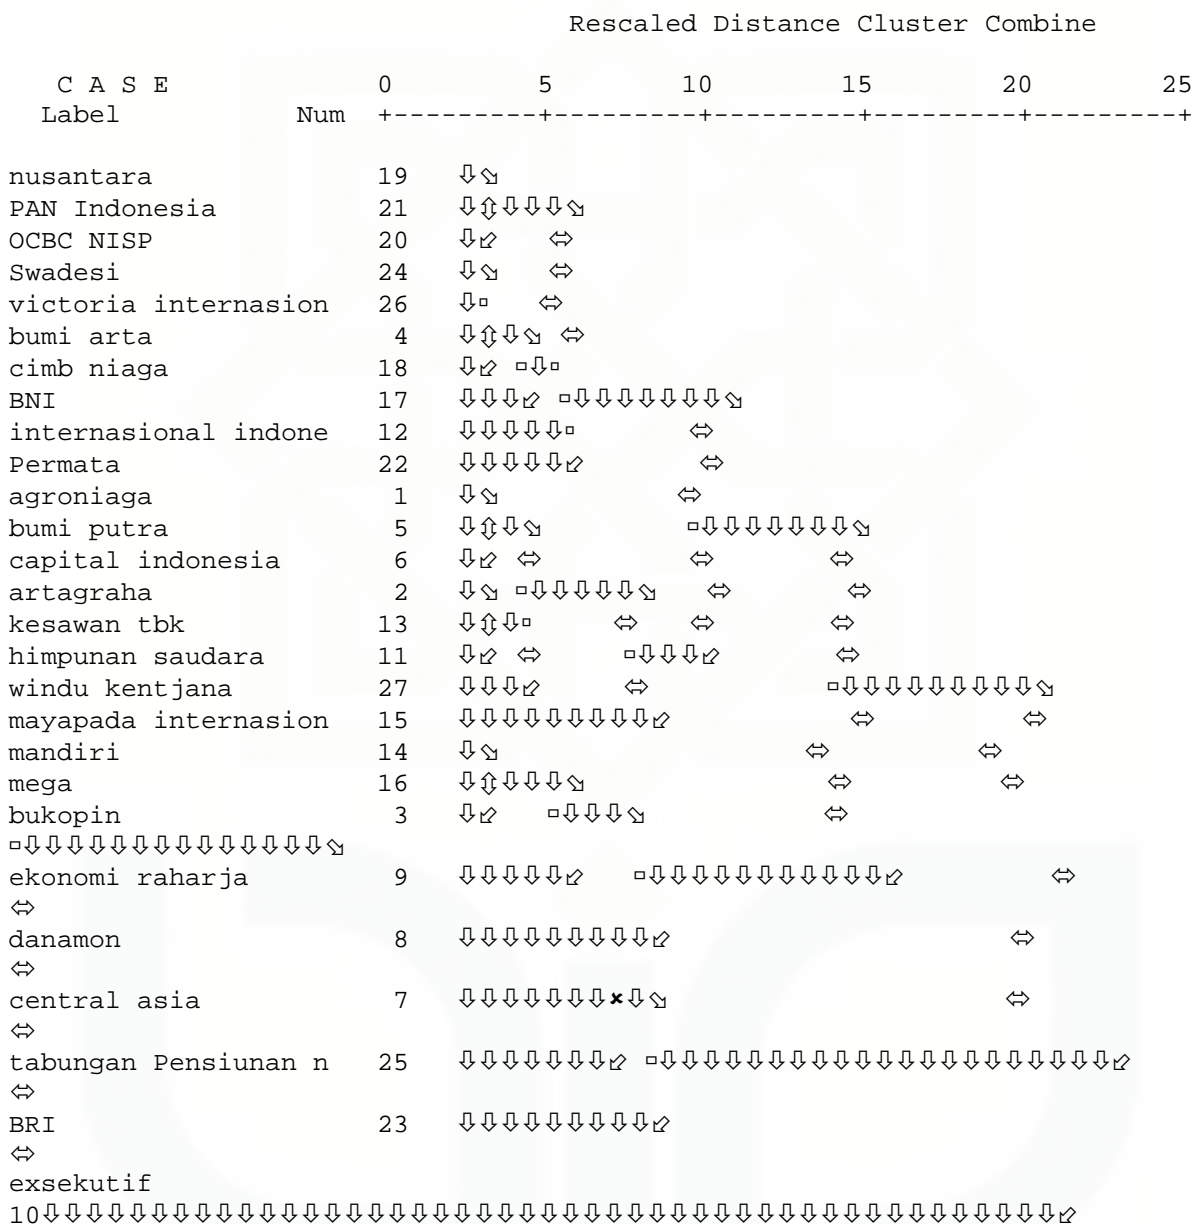 Rescaled Distance Cluster Combine
C A S E 0 5 10 15 20 25
Label Num +---------+---------+---------+---------+---------+
nusantara 19 ⇩⬂
PAN Indonesia 21 ⇩⇳⇩⇩⇩⬂
OCBC NISP 20 ⇩⬃ ⬄
Swadesi 24 ⇩⬂ ⬄
victoria internasion 26 ⇩▫ ⬄
bumi arta 4 ⇩⇳⇩⬂ ⬄
cimb niaga 18 ⇩⬃ ▫⇩▫
BNI 17 ⇩⇩⇩⬃ ▫⇩⇩⇩⇩⇩⇩⇩⬂
internasional indone 12 ⇩⇩⇩⇩⇩▫ ⬄
Permata 22 ⇩⇩⇩⇩⇩⬃ ⬄
agroniaga 1 ⇩⬂ ⬄
bumi putra 5 ⇩⇳⇩⬂ ▫⇩⇩⇩⇩⇩⇩⇩⬂
capital indonesia 6 ⇩⬃ ⬄ ⬄ ⬄
artagraha 2 ⇩⬂ ▫⇩⇩⇩⇩⇩⬂ ⬄ ⬄
kesawan tbk 13 ⇩⇳⇩▫ ⬄ ⬄ ⬄
himpunan saudara 11 ⇩⬃ ⬄ ▫⇩⇩⇩⬃ ⬄
windu kentjana 27 ⇩⇩⇩⬃ ⬄ ▫⇩⇩⇩⇩⇩⇩⇩⇩⇩⬂
mayapada internasion 15 ⇩⇩⇩⇩⇩⇩⇩⇩⇩⬃ ⬄ ⬄
mandiri 14 ⇩⬂ ⬄ ⬄
mega 16 ⇩⇳⇩⇩⇩⬂ ⬄ ⬄
bukopin 3 ⇩⬃ ▫⇩⇩⇩⬂ ⬄
▫⇩⇩⇩⇩⇩⇩⇩⇩⇩⇩⇩⇩⇩⇩⬂
ekonomi raharja 9 ⇩⇩⇩⇩⇩⬃ ▫⇩⇩⇩⇩⇩⇩⇩⇩⇩⇩⇩⬃ ⬄
⬄
danamon 8 ⇩⇩⇩⇩⇩⇩⇩⇩⇩⬃ ⬄
⬄
central asia 7 ⇩⇩⇩⇩⇩⇩⇩×⇩⬂ ⬄
⬄
tabungan Pensiunan n 25 ⇩⇩⇩⇩⇩⇩⇩⬃ ▫⇩⇩⇩⇩⇩⇩⇩⇩⇩⇩⇩⇩⇩⇩⇩⇩⇩⇩⇩⇩⇩⬃
⬄
BRI 23 ⇩⇩⇩⇩⇩⇩⇩⇩⇩⬃
⬄
exsekutif
10⇩⇩⇩⇩⇩⇩⇩⇩⇩⇩⇩⇩⇩⇩⇩⇩⇩⇩⇩⇩⇩⇩⇩⇩⇩⇩⇩⇩⇩⇩⇩⇩⇩⇩⇩⇩⇩⇩⇩⇩⇩⇩⇩⇩⇩⇩⇩⬃